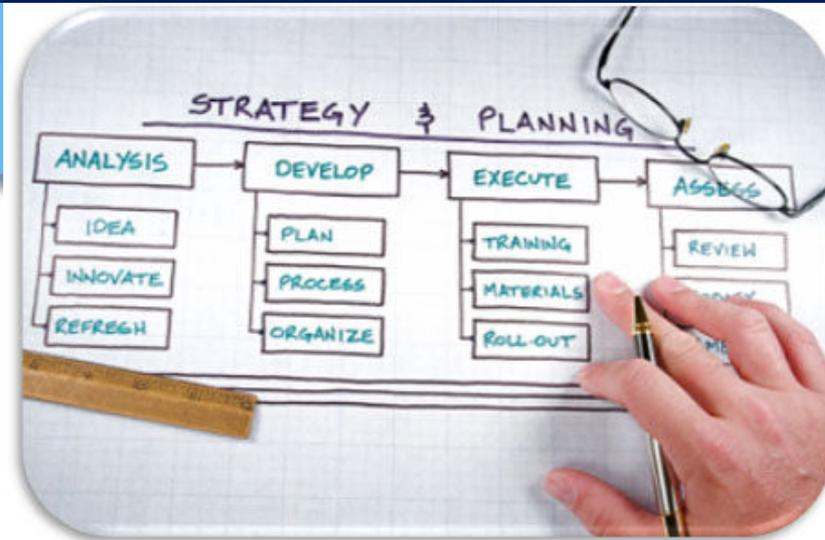 STRATEGY & PLANNING
ANALYSIS
IDEA
INNOVATE
REFRESH
DEVELOP
PLAN
PROCESS
ORGANIZE
EXECUTE
TRAINING
MATERIALS
ROLL-OUT
ASSESS
REVIEW